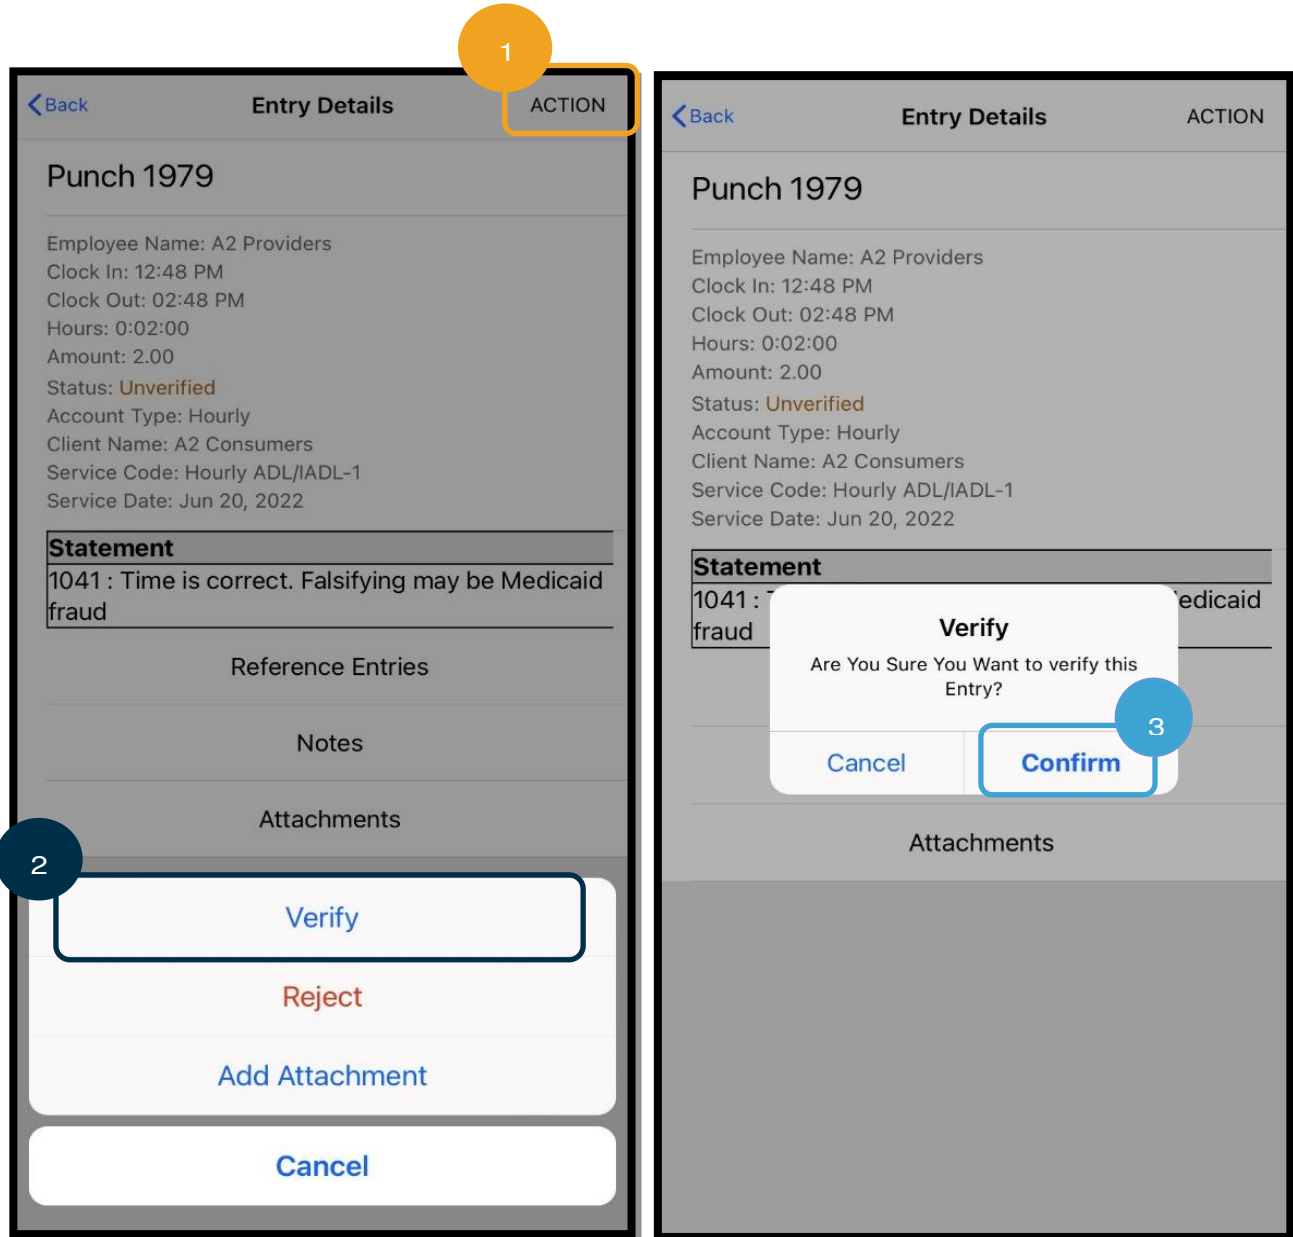 1
Back
Entry Details
ACTION
Punch 1979
Employee Name: A2 Providers
Clock In: 12:48 PM
Clock Out: 02:48 PM
Hours: 0:02:00
Amount: 2.00
Status: Unverified
Account Type: Hourly
Client Name: A2 Consumers
Service Code: Hourly ADL/IADL-1
Service Date: Jun 20, 2022
Statement
1041 : Time is correct. Falsifying may be Medicaid
fraud
Reference Entries
Notes
Attachments
2
Verify
Reject
Add Attachment
Cancel
Back
Entry Details
ACTION
Punch 1979
Employee Name: A2 Providers
Clock In: 12:48 PM
Clock Out: 02:48 PM
Hours: 0:02:00
Amount: 2.00
Status: Unverified
Account Type: Hourly
Client Name: A2 Consumers
Service Code: Hourly ADL/IADL-1
Service Date: Jun 20, 2022
Statement
1041 : edicaid
fraud
Verify
Are You Sure You Want to verify this
Entry?
3
Cancel
Confirm
Attachments